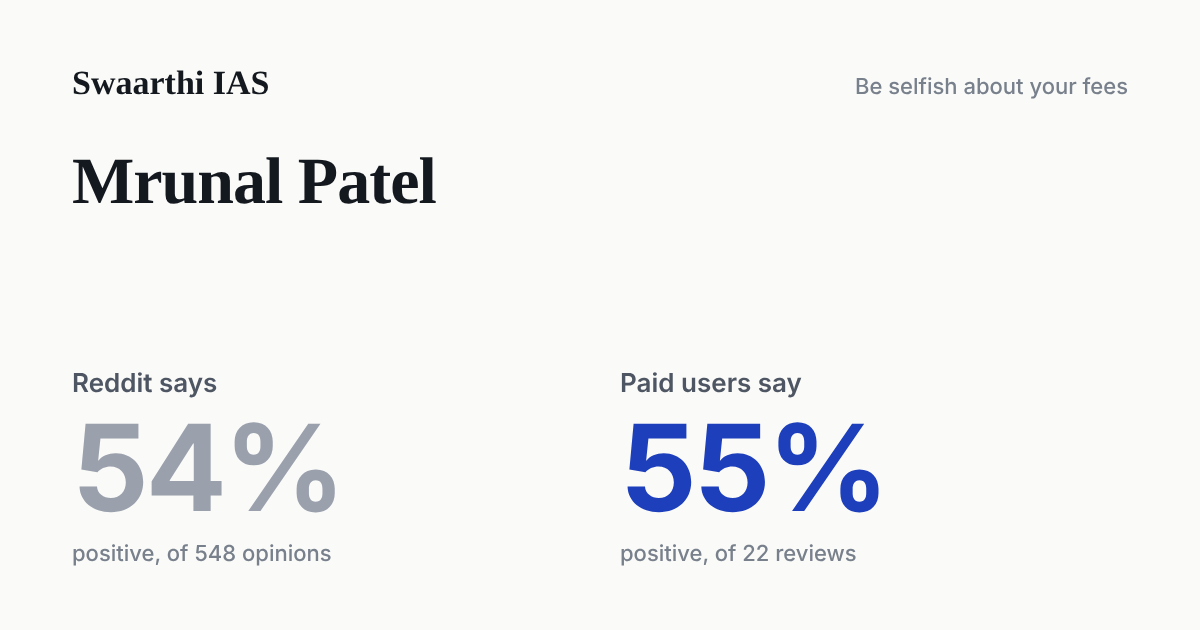 Swaarthi IAS
Be selfish about your fees
Mrunal Patel
Reddit says
54%
positive, of 548 opinions
Paid users say
55%
positive, of 22 reviews